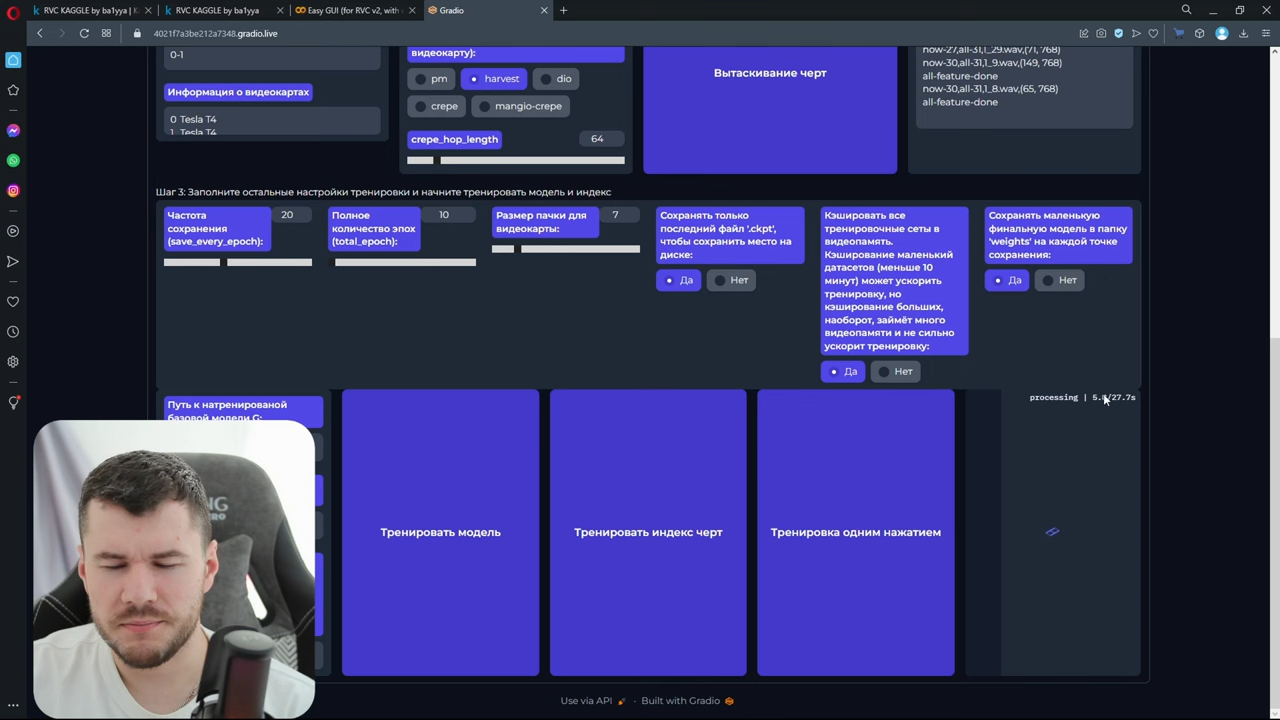 RVC KAGGLE by ba1yya | K
RVC KAGGLE by ba1yya
Easy GUI (for RVC v2, with c
Gradio
4021f7a3be212a7348.gradio.live
0-1
Информация о видеокартах
0 Tesla T4
1 Tesla T4
видеокарту):
pm
harvest
dio
crepe
mangio-crepe
crepe_hop_length
64
Вытаскивание черт
now-27,all-31,1_29.wav,(71, 768)
now-30,all-31,1_9.wav,(149, 768)
all-feature-done
now-30,all-31,1_8.wav,(65, 768)
all-feature-done
Шаг 3: Заполните остальные настройки тренировки и начните тренировать модель и индекс
Частота
сохранения
(save_every_epoch):
20
Полное
количество эпох
(total_epoch):
10
Размер пачки для
видеокарты:
7
Сохранять только
последний файл '.ckpt',
чтобы сохранить место на
диске:
Да
Нет
Кэшировать все
тренировочные сеты в
видеопамять.
Кэширование маленький
датасетов (меньше 10
минут) может ускорить
тренировку, но
кэширование больших,
наоборот, займёт много
видеопамяти и не сильно
ускорит тренировку:
Да
Нет
Сохранять маленькую
финальную модель в папку
'weights' на каждой точке
сохранения:
Да
Нет
Путь к натренированой
базовой модели G:
Тренировать модель
Тренировать индекс черт
Тренировка одним нажатием
processing |
Use via API
·
Built with Gradio